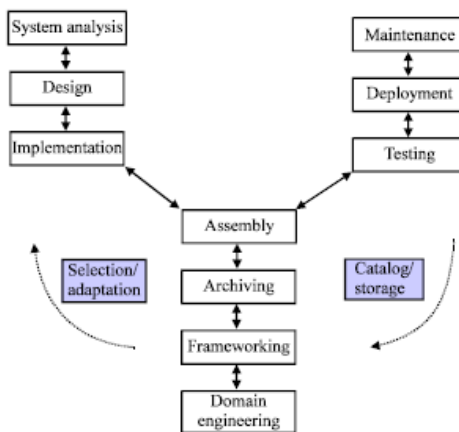 System analysis
Design
Implementation
Maintenance
Deployment
Testing
Assembly
Selection/
adaptation
Archiving
Catalog/
storage
Frameworking
Domain
engineering